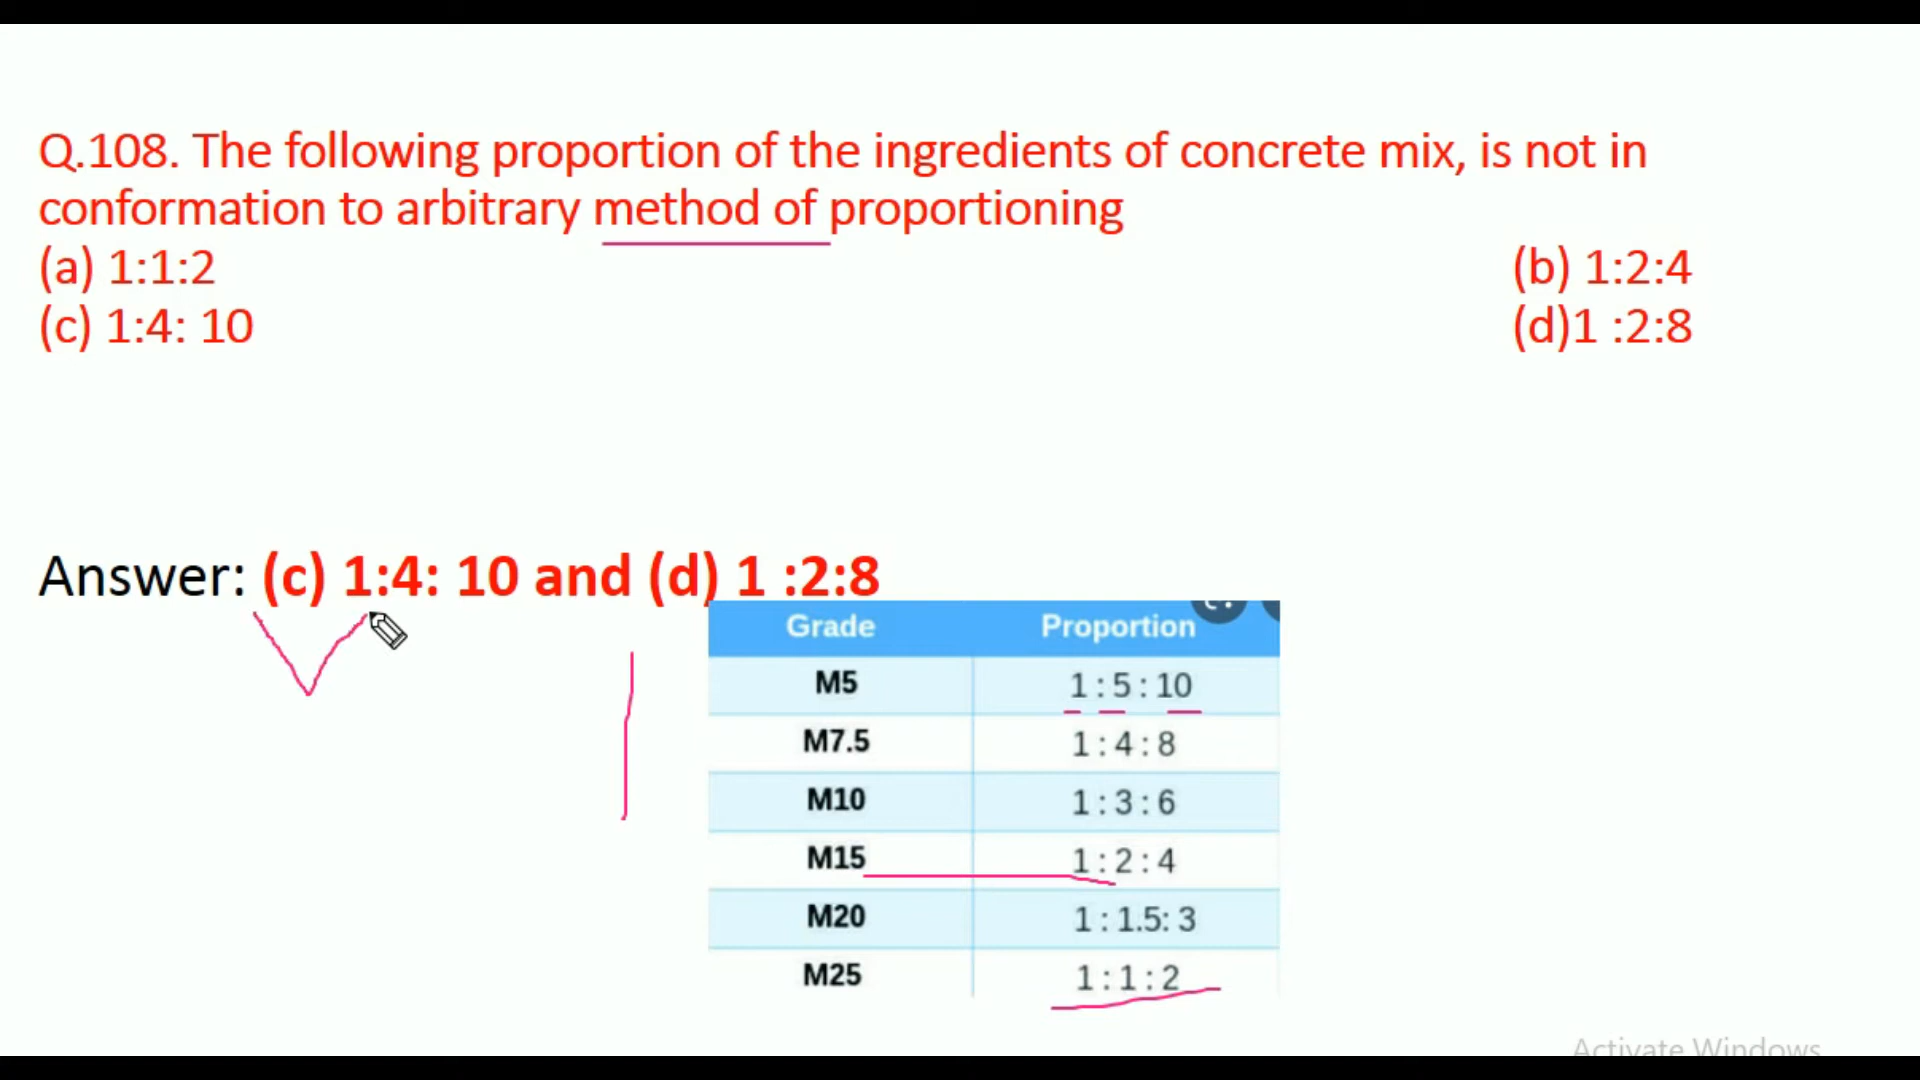 Q.108. The following proportion of the ingredients of concrete mix, is not in
conformation to arbitrary method of proportioning
(a) 1:1:2 (b) 1:2:4
(c) 1:4: 10 (d)1 :2:8
Answer: (c) 1:4: 10 and (d) 1 :2:8
Grade Proportion
M5 1 : 5 : 10
M7.5 1 : 4 : 8
M10 1 : 3 : 6
M15 1 : 2 : 4
M20 1 : 1.5: 3
M25 1 : 1 : 2
Activate Windows